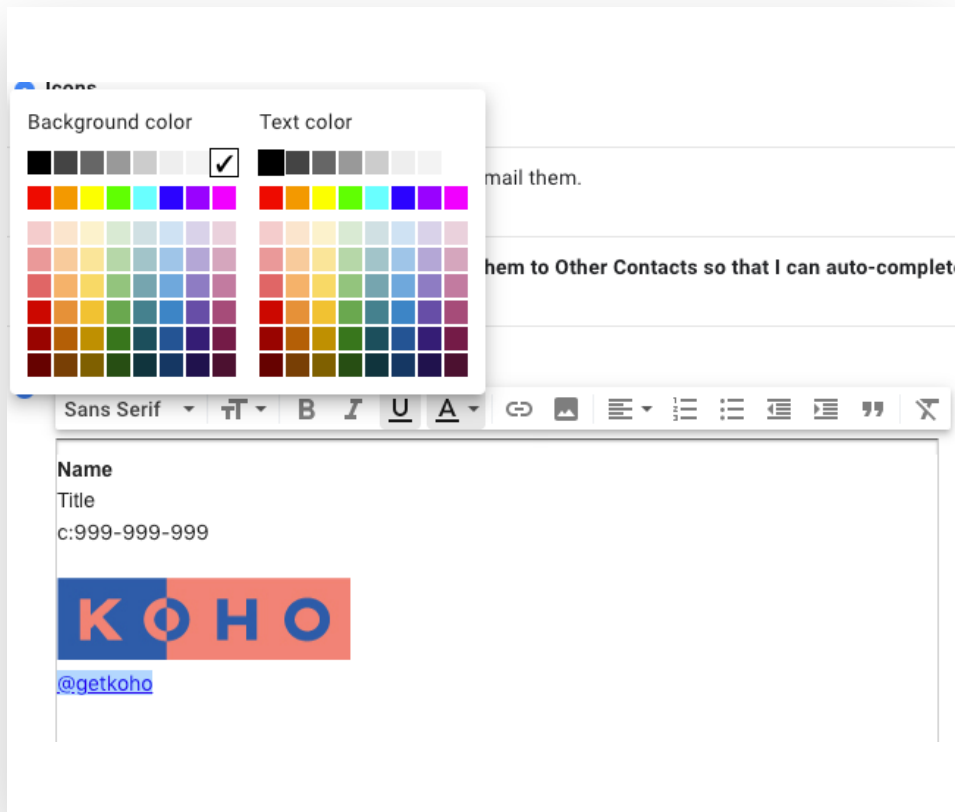 Icons
Background color Text color
mail them.
hem to Other Contacts so that I can auto-complet
Sans Serif B I U A
Name
Title
c:999-999-999
KOHO
@getkoho